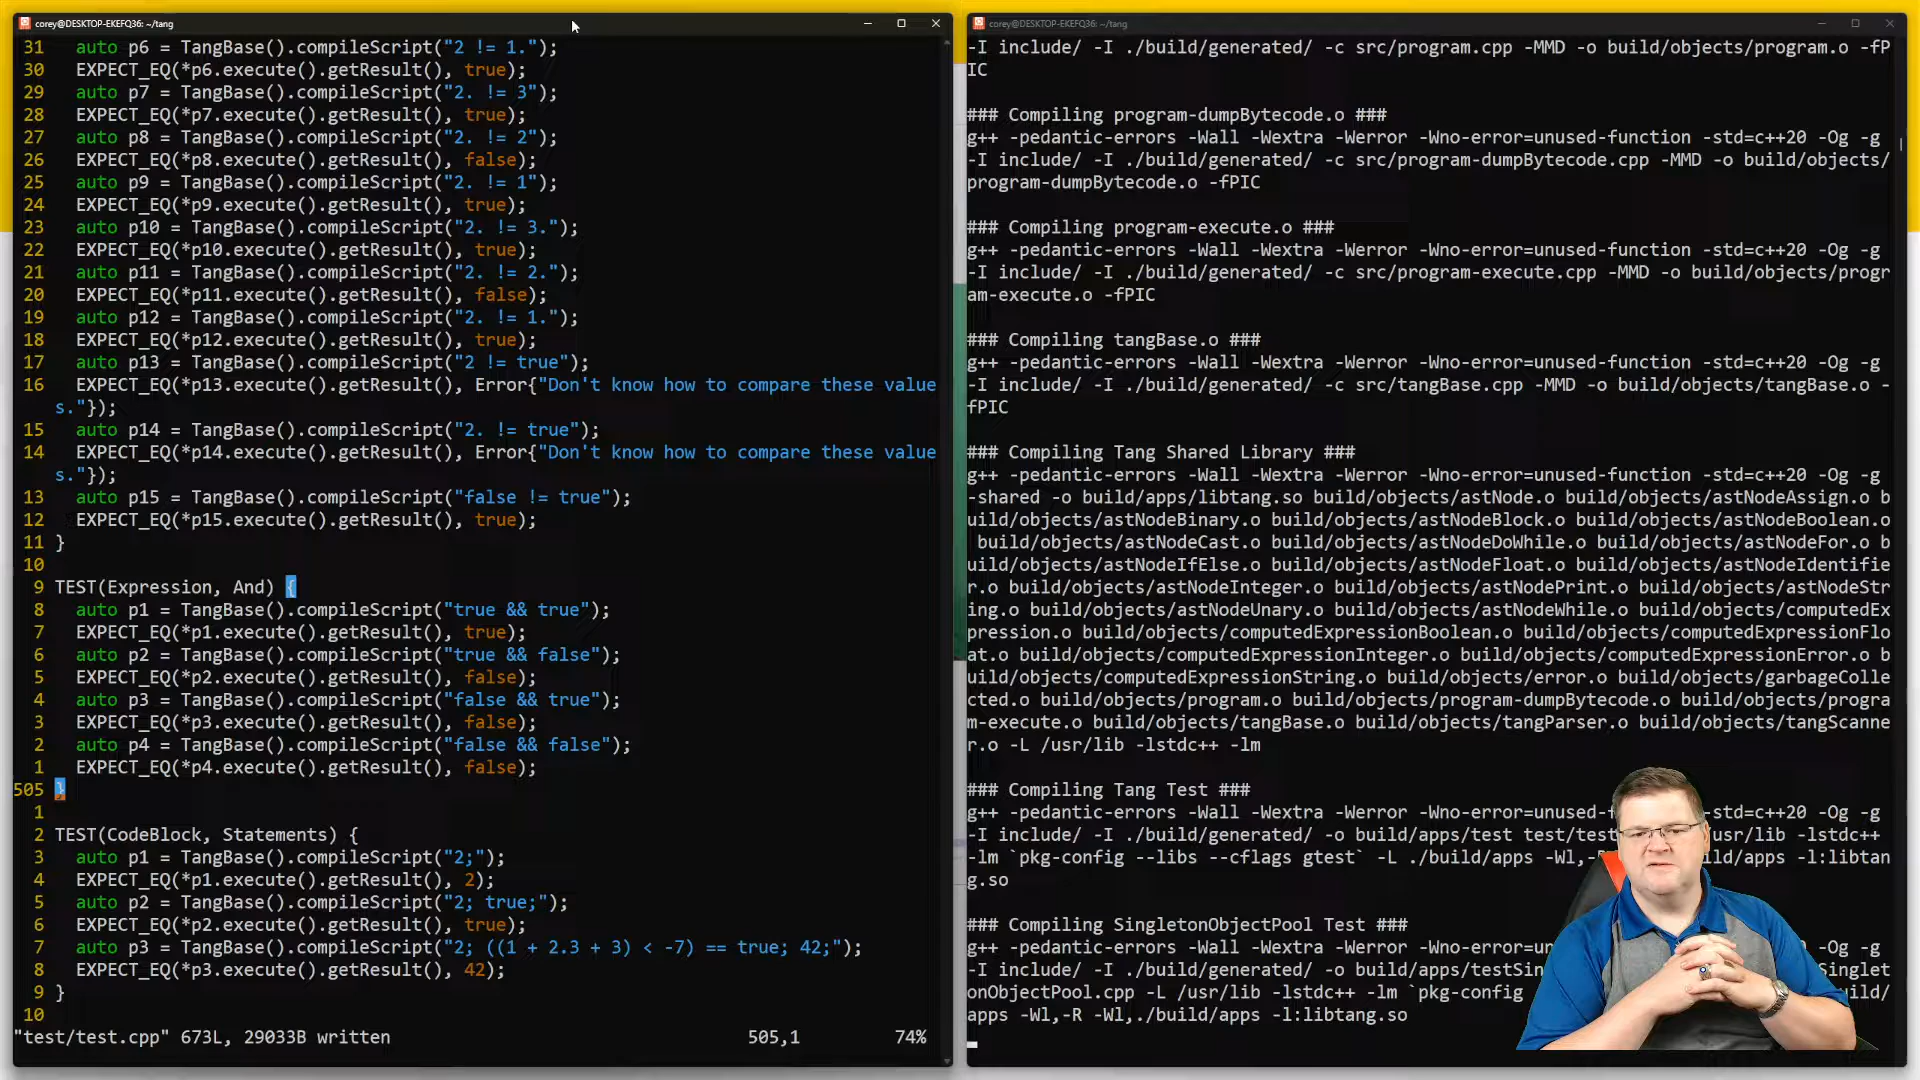 corey@DESKTOP-EKEFQ36: ~/tang
31   auto p6 = TangBase().compileScript("2 != 1.");
30   EXPECT_EQ(*p6.execute().getResult(), true);
29   auto p7 = TangBase().compileScript("2. != 3");
28   EXPECT_EQ(*p7.execute().getResult(), true);
27   auto p8 = TangBase().compileScript("2. != 2");
26   EXPECT_EQ(*p8.execute().getResult(), false);
25   auto p9 = TangBase().compileScript("2. != 1");
24   EXPECT_EQ(*p9.execute().getResult(), true);
23   auto p10 = TangBase().compileScript("2. != 3.");
22   EXPECT_EQ(*p10.execute().getResult(), true);
21   auto p11 = TangBase().compileScript("2. != 2.");
20   EXPECT_EQ(*p11.execute().getResult(), false);
19   auto p12 = TangBase().compileScript("2. != 1.");
18   EXPECT_EQ(*p12.execute().getResult(), true);
17   auto p13 = TangBase().compileScript("2 != true");
16   EXPECT_EQ(*p13.execute().getResult(), Error{"Don't know how to compare these value
s."});
15   auto p14 = TangBase().compileScript("2. != true");
14   EXPECT_EQ(*p14.execute().getResult(), Error{"Don't know how to compare these value
s."});
13   auto p15 = TangBase().compileScript("false != true");
12   EXPECT_EQ(*p15.execute().getResult(), true);
11 }
10
9 TEST(Expression, And) {
8   auto p1 = TangBase().compileScript("true && true");
7   EXPECT_EQ(*p1.execute().getResult(), true);
6   auto p2 = TangBase().compileScript("true && false");
5   EXPECT_EQ(*p2.execute().getResult(), false);
4   auto p3 = TangBase().compileScript("false && true");
3   EXPECT_EQ(*p3.execute().getResult(), false);
2   auto p4 = TangBase().compileScript("false && false");
1   EXPECT_EQ(*p4.execute().getResult(), false);
505 }
1
2 TEST(CodeBlock, Statements) {
3   auto p1 = TangBase().compileScript("2;");
4   EXPECT_EQ(*p1.execute().getResult(), 2);
5   auto p2 = TangBase().compileScript("2; true;");
6   EXPECT_EQ(*p2.execute().getResult(), true);
7   auto p3 = TangBase().compileScript("2; ((1 + 2.3 + 3) < -7) == true; 42;");
8   EXPECT_EQ(*p3.execute().getResult(), 42);
9 }
10
"test/test.cpp" 673L, 29033B written 505,1 74%
corey@DESKTOP-EKEFQ36: ~/tang
-I include/ -I ./build/generated/ -c src/program.cpp -MMD -o build/objects/program.o -fP
IC
### Compiling program-dumpBytecode.o ###
g++ -pedantic-errors -Wall -Wextra -Werror -Wno-error=unused-function -std=c++20 -Og -g
-I include/ -I ./build/generated/ -c src/program-dumpBytecode.cpp -MMD -o build/objects/
program-dumpBytecode.o -fPIC
### Compiling program-execute.o ###
g++ -pedantic-errors -Wall -Wextra -Werror -Wno-error=unused-function -std=c++20 -Og -g
-I include/ -I ./build/generated/ -c src/program-execute.cpp -MMD -o build/objects/progr
am-execute.o -fPIC
### Compiling tangBase.o ###
g++ -pedantic-errors -Wall -Wextra -Werror -Wno-error=unused-function -std=c++20 -Og -g
-I include/ -I ./build/generated/ -c src/tangBase.cpp -MMD -o build/objects/tangBase.o -
fPIC
### Compiling Tang Shared Library ###
g++ -pedantic-errors -Wall -Wextra -Werror -Wno-error=unused-function -std=c++20 -Og -g
-shared -o build/apps/libtang.so build/objects/astNode.o build/objects/astNodeAssign.o b
uild/objects/astNodeBinary.o build/objects/astNodeBlock.o build/objects/astNodeBoolean.o
build/objects/astNodeCast.o build/objects/astNodeDoWhile.o build/objects/astNodeFor.o b
uild/objects/astNodeIfElse.o build/objects/astNodeFloat.o build/objects/astNodeIdentifie
r.o build/objects/astNodeInteger.o build/objects/astNodePrint.o build/objects/astNodeStr
ing.o build/objects/astNodeUnary.o build/objects/astNodeWhile.o build/objects/computedEx
pression.o build/objects/computedExpressionBoolean.o build/objects/computedExpressionFlo
at.o build/objects/computedExpressionInteger.o build/objects/computedExpressionError.o b
uild/objects/computedExpressionString.o build/objects/error.o build/objects/garbageColle
cted.o build/objects/program.o build/objects/program-dumpBytecode.o build/objects/progra
m-execute.o build/objects/tangBase.o build/objects/tangParser.o build/objects/tangScanne
r.o -L /usr/lib -lstdc++ -lm
### Compiling Tang Test ###
g++ -pedantic-errors -Wall -Wextra -Werror -Wno-error=unused-f std=c++20 -Og -g
-I include/ -I ./build/generated/ -o build/apps/test test/test usr/lib -lstdc++
-lm `pkg-config --libs --cflags gtest` -L ./build/apps -Wl,-R ild/apps -l:libtan
g.so
### Compiling SingletonObjectPool Test ###
g++ -pedantic-errors -Wall -Wextra -Werror -Wno-error=un ++20 -Og -g
-I include/ -I ./build/generated/ -o build/apps/testSin Singlet
onObjectPool.cpp -L /usr/lib -lstdc++ -lm `pkg-config ild/
apps -Wl,-R -Wl,./build/apps -l:libtang.so